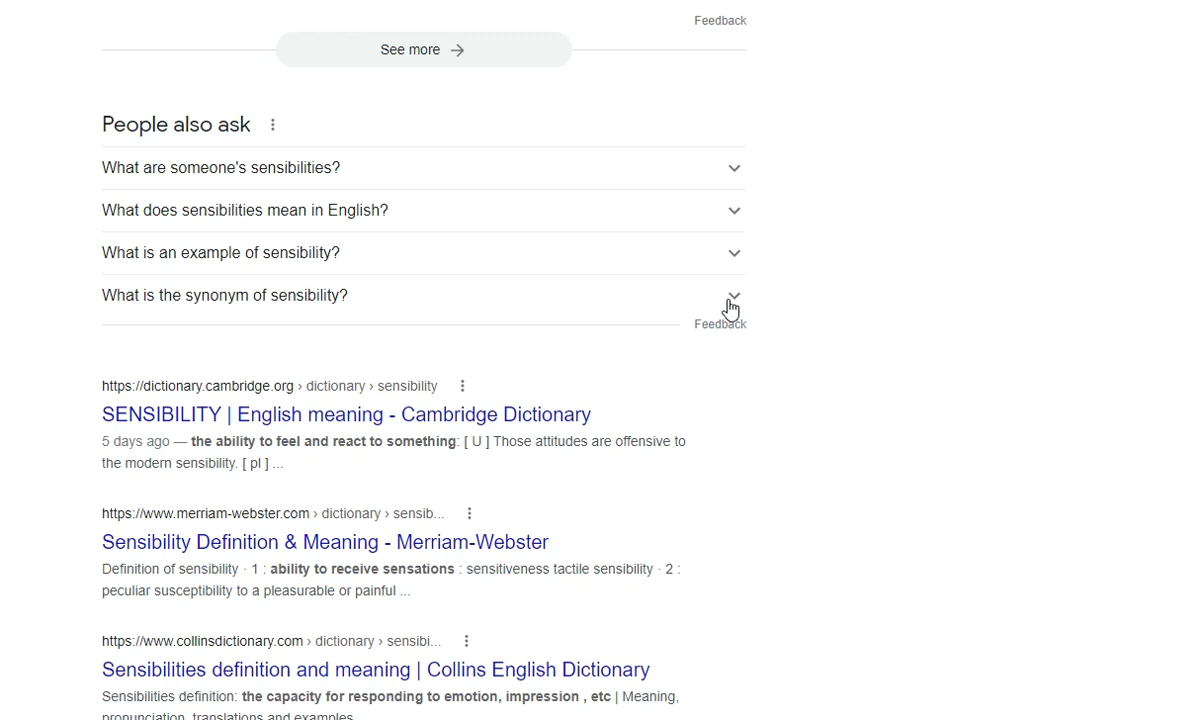 Feedback
See more
People also ask
What are someone's sensibilities?
What does sensibilities mean in English?
What is an example of sensibility?
What is the synonym of sensibility?
Feedback
https://dictionary.cambridge.org › dictionary › sensibility
SENSIBILITY | English meaning - Cambridge Dictionary
5 days ago — the ability to feel and react to something: [ U ] Those attitudes are offensive to
the modern sensibility. [ pl ] ...
https://www.merriam-webster.com › dictionary › sensib...
Sensibility Definition & Meaning - Merriam-Webster
Definition of sensibility · 1 : ability to receive sensations : sensitiveness tactile sensibility · 2 :
peculiar susceptibility to a pleasurable or painful ...
https://www.collinsdictionary.com › dictionary › sensibi...
Sensibilities definition and meaning | Collins English Dictionary
Sensibilities definition: the capacity for responding to emotion, impression , etc | Meaning,
pronunciation, translations and examples